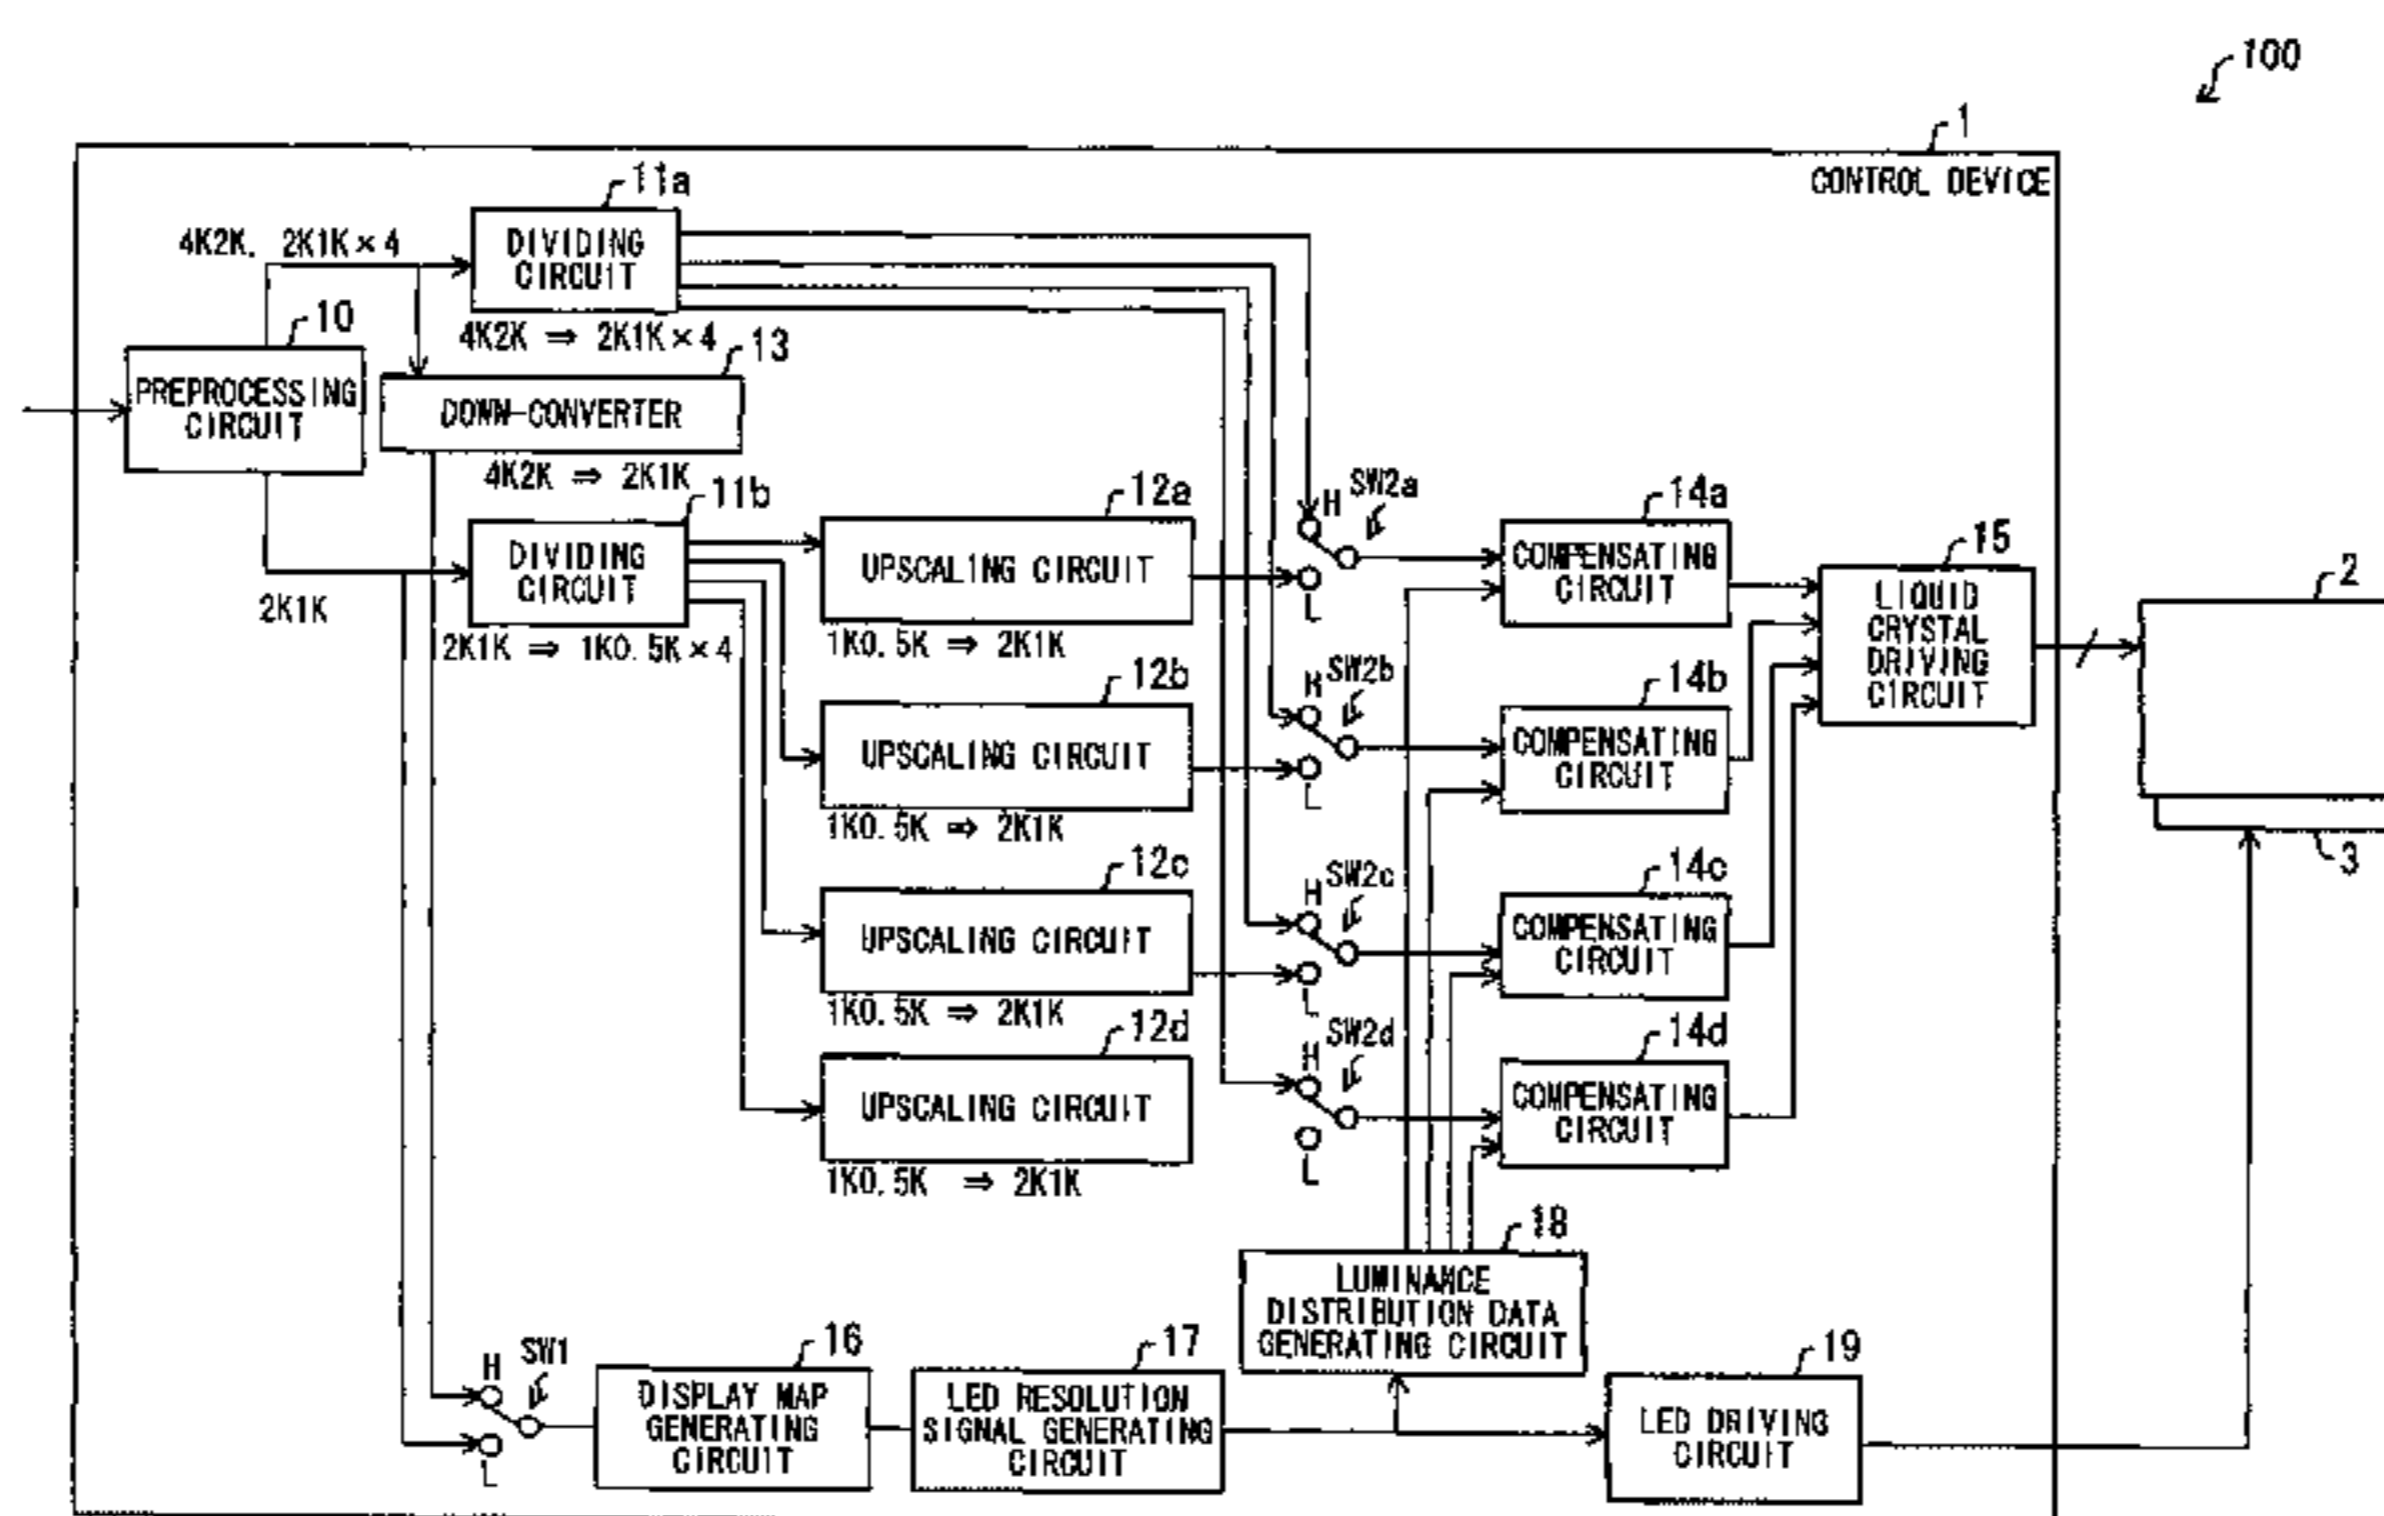 100
1
CONTROL DEVICE
11a
4K2K, 2K1K×4
DIVIDING
CIRCUIT
4K2K ⇒ 2K1K×4
10
PREPROCESSING
CIRCUIT
13
DOWN-CONVERTER
4K2K ⇒ 2K1K
11b
DIVIDING
CIRCUIT
2K1K
2K1K ⇒ 1K0.5K×4
12a
UPSCALING CIRCUIT
1K0.5K ⇒ 2K1K
12b
UPSCALING CIRCUIT
1K0.5K ⇒ 2K1K
12c
UPSCALING CIRCUIT
1K0.5K ⇒ 2K1K
12d
UPSCALING CIRCUIT
1K0.5K ⇒ 2K1K
H SW2a
L
H SW2b
L
H SW2c
L
H SW2d
L
14a
COMPENSATING
CIRCUIT
14b
COMPENSATING
CIRCUIT
14c
COMPENSATING
CIRCUIT
14d
COMPENSATING
CIRCUIT
15
LIQUID
CRYSTAL
DRIVING
CIRCUIT
2
3
18
LUMINANCE
DISTRIBUTION DATA
GENERATING CIRCUIT
H SW1
L
16
DISPLAY MAP
GENERATING
CIRCUIT
17
LED RESOLUTION
SIGNAL GENERATING
CIRCUIT
19
LED DRIVING
CIRCUIT